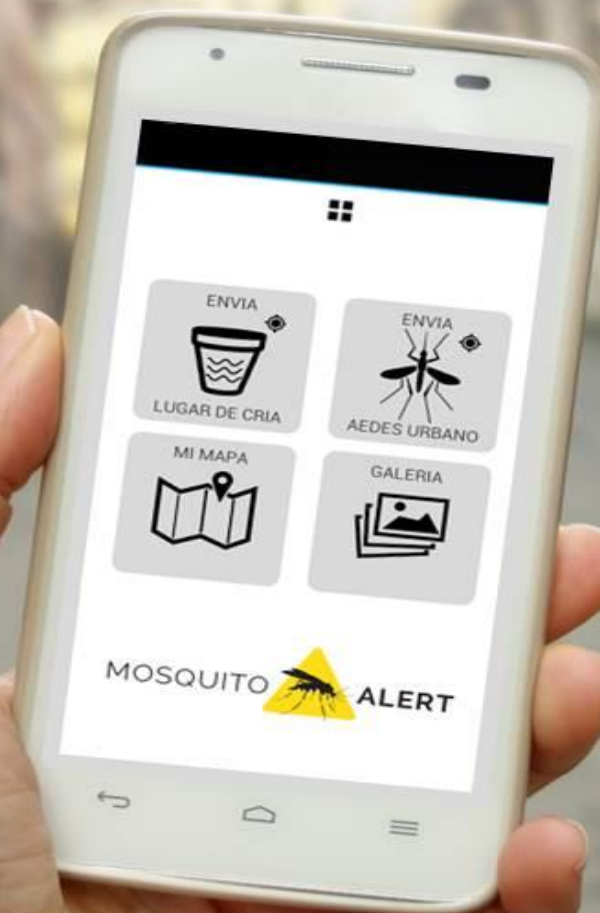 ENVIA
LUGAR DE CRIA
ENVIA
AEDES URBANO
MI MAPA
GALERIA
MOSQUITO ALERT